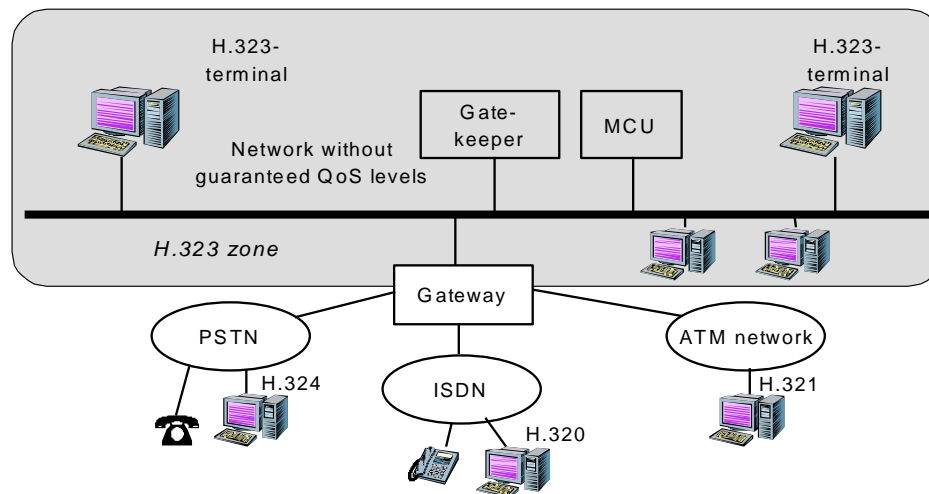 H.323-
terminal
H.323-
terminal
Gate-
keeper
MCU
Network without
guaranteed QoS levels
H.323 zone
Gateway
PSTN
ATM network
H.324
ISDN
H.321
H.320